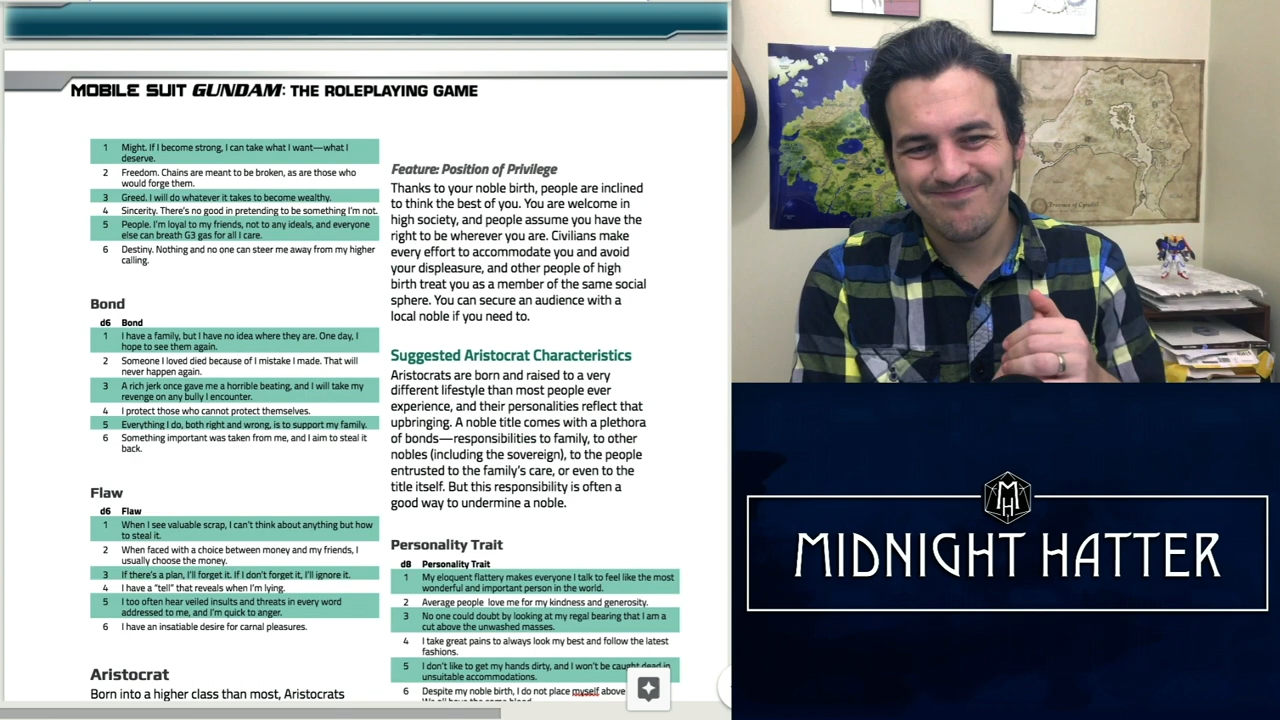 MOBILE SUIT GUNDAM: THE ROLEPLAYING GAME
1 Might. If I become strong, I can take what I want—what I
deserve.
2 Freedom. Chains are meant to be broken, as are those who
would forge them.
3 Greed. I will do whatever it takes to become wealthy.
4 Sincerity. There's no good in pretending to be something I'm not.
5 People. I'm loyal to my friends, not to any ideals, and everyone
else can breath G3 gas for all I care.
6 Destiny. Nothing and no one can steer me away from my higher
calling.
Bond
d6 Bond
1 I have a family, but I have no idea where they are. One day, I
hope to see them again.
2 Someone I loved died because of I mistake I made. That will
never happen again.
3 A rich jerk once gave me a horrible beating, and I will take my
revenge on any bully I encounter.
4 I protect those who cannot protect themselves.
5 Everything I do, both right and wrong, is to support my family.
6 Something important was taken from me, and I aim to steal it
back.
Flaw
d6 Flaw
1 When I see valuable scrap, I can't think about anything but how
to steal it.
2 When faced with a choice between money and my friends, I
usually choose the money.
3 If there's a plan, I'll forget it. If I don't forget it, I'll ignore it.
4 I have a "tell" that reveals when I'm lying.
5 I too often hear veiled insults and threats in every word
addressed to me, and I'm quick to anger.
6 I have an insatiable desire for carnal pleasures.
Aristocrat
Born into a higher class than most, Aristocrats
Feature: Position of Privilege
Thanks to your noble birth, people are inclined
to think the best of you. You are welcome in
high society, and people assume you have the
right to be wherever you are. Civilians make
every effort to accommodate you and avoid
your displeasure, and other people of high
birth treat you as a member of the same social
sphere. You can secure an audience with a
local noble if you need to.
Suggested Aristocrat Characteristics
Aristocrats are born and raised to a very
different lifestyle than most people ever
experience, and their personalities reflect that
upbringing. A noble title comes with a plethora
of bonds—responsibilities to family, to other
nobles (including the sovereign), to the people
entrusted to the family's care, or even to the
title itself. But this responsibility is often a
good way to undermine a noble.
Personality Trait
d8 Personality Trait
1 My eloquent flattery makes everyone I talk to feel like the most
wonderful and important person in the world.
2 Average people love me for my kindness and generosity.
3 No one could doubt by looking at my regal bearing that I am a
cut above the unwashed masses.
4 I take great pains to always look my best and follow the latest
fashions.
5 I don't like to get my hands dirty, and I won't be caught dead in
unsuitable accommodations.
6 Despite my noble birth, I do not place myself above
MH
MIDNIGHT HATTER